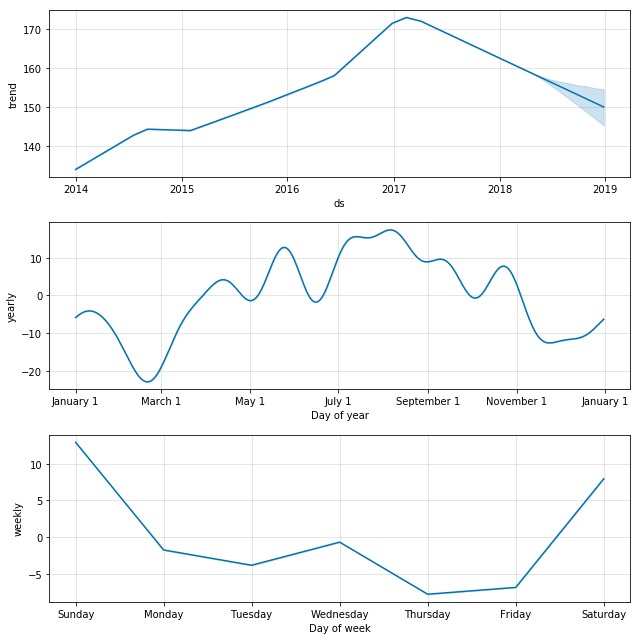 170
160
150
140
trend
2014 2015 2016 2017 2018 2019
ds
10
0
−10
−20
yearly
January 1 March 1 May 1 July 1 September 1 November 1 January 1
Day of year
10
5
0
−5
weekly
Sunday Monday Tuesday Wednesday Thursday Friday Saturday
Day of week